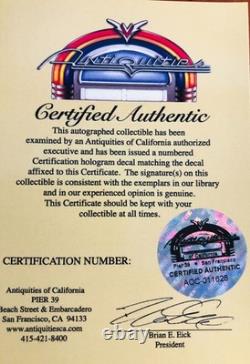 Antiquities
Certified Authentic
This autographed collectible has been
examined by an Antiquities of California authorized
executive and has been issued a numbered
Certification hologram decal matching the decal
affixed to this Certificate. The signature(s) on this
collectible is consistent with the exemplars in our library
and in our experienced opinion is genuine.
This Certificate should be kept with your
collectible at all times.
PIER 39 San Francisco
CERTIFIED AUTHENTIC
CERTIFICATION NUMBER:
Antiquities of California
PIER 39
Beach Street & Embarcadero
San Francisco, CA 94133
www.antiquitiesca.com
415-421-8400
Brian E. Eick
President